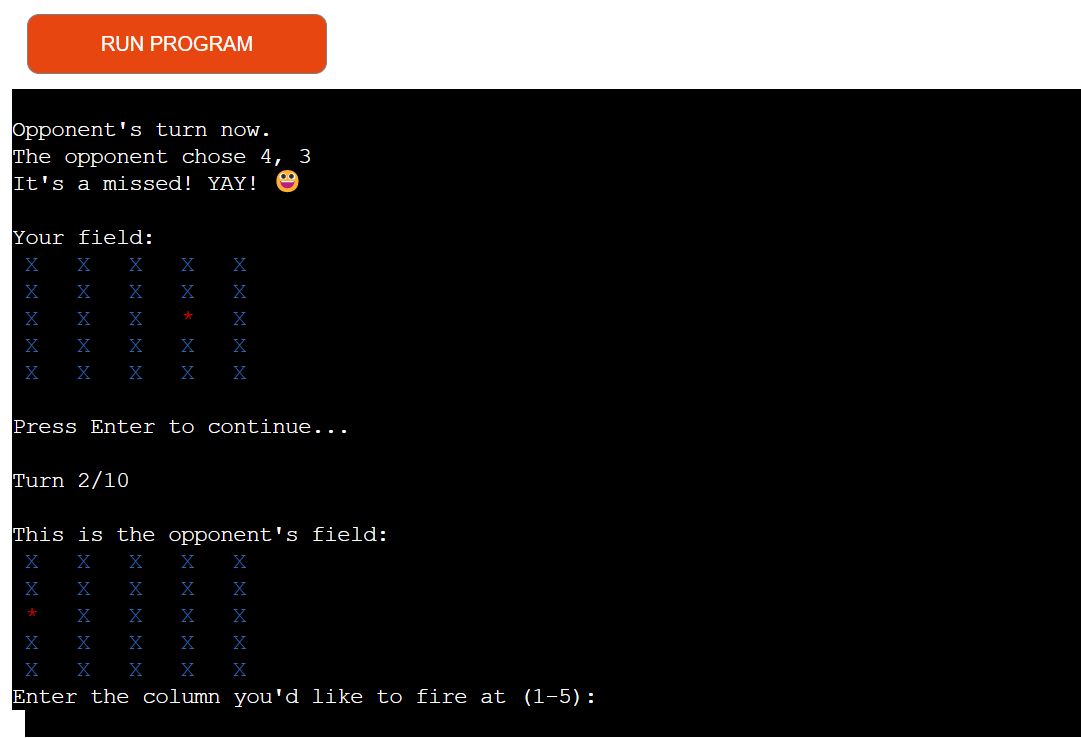 RUN PROGRAM
Opponent's turn now.
The opponent chose 4, 3
It's a missed! YAY! 😀
Your field:
X X X X X
X X X X X
X X X * X
X X X X X
X X X X X
Press Enter to continue...
Turn 2/10
This is the opponent's field:
X X X X X
X X X X X
* X X X X
X X X X X
X X X X X
Enter the column you'd like to fire at (1-5):